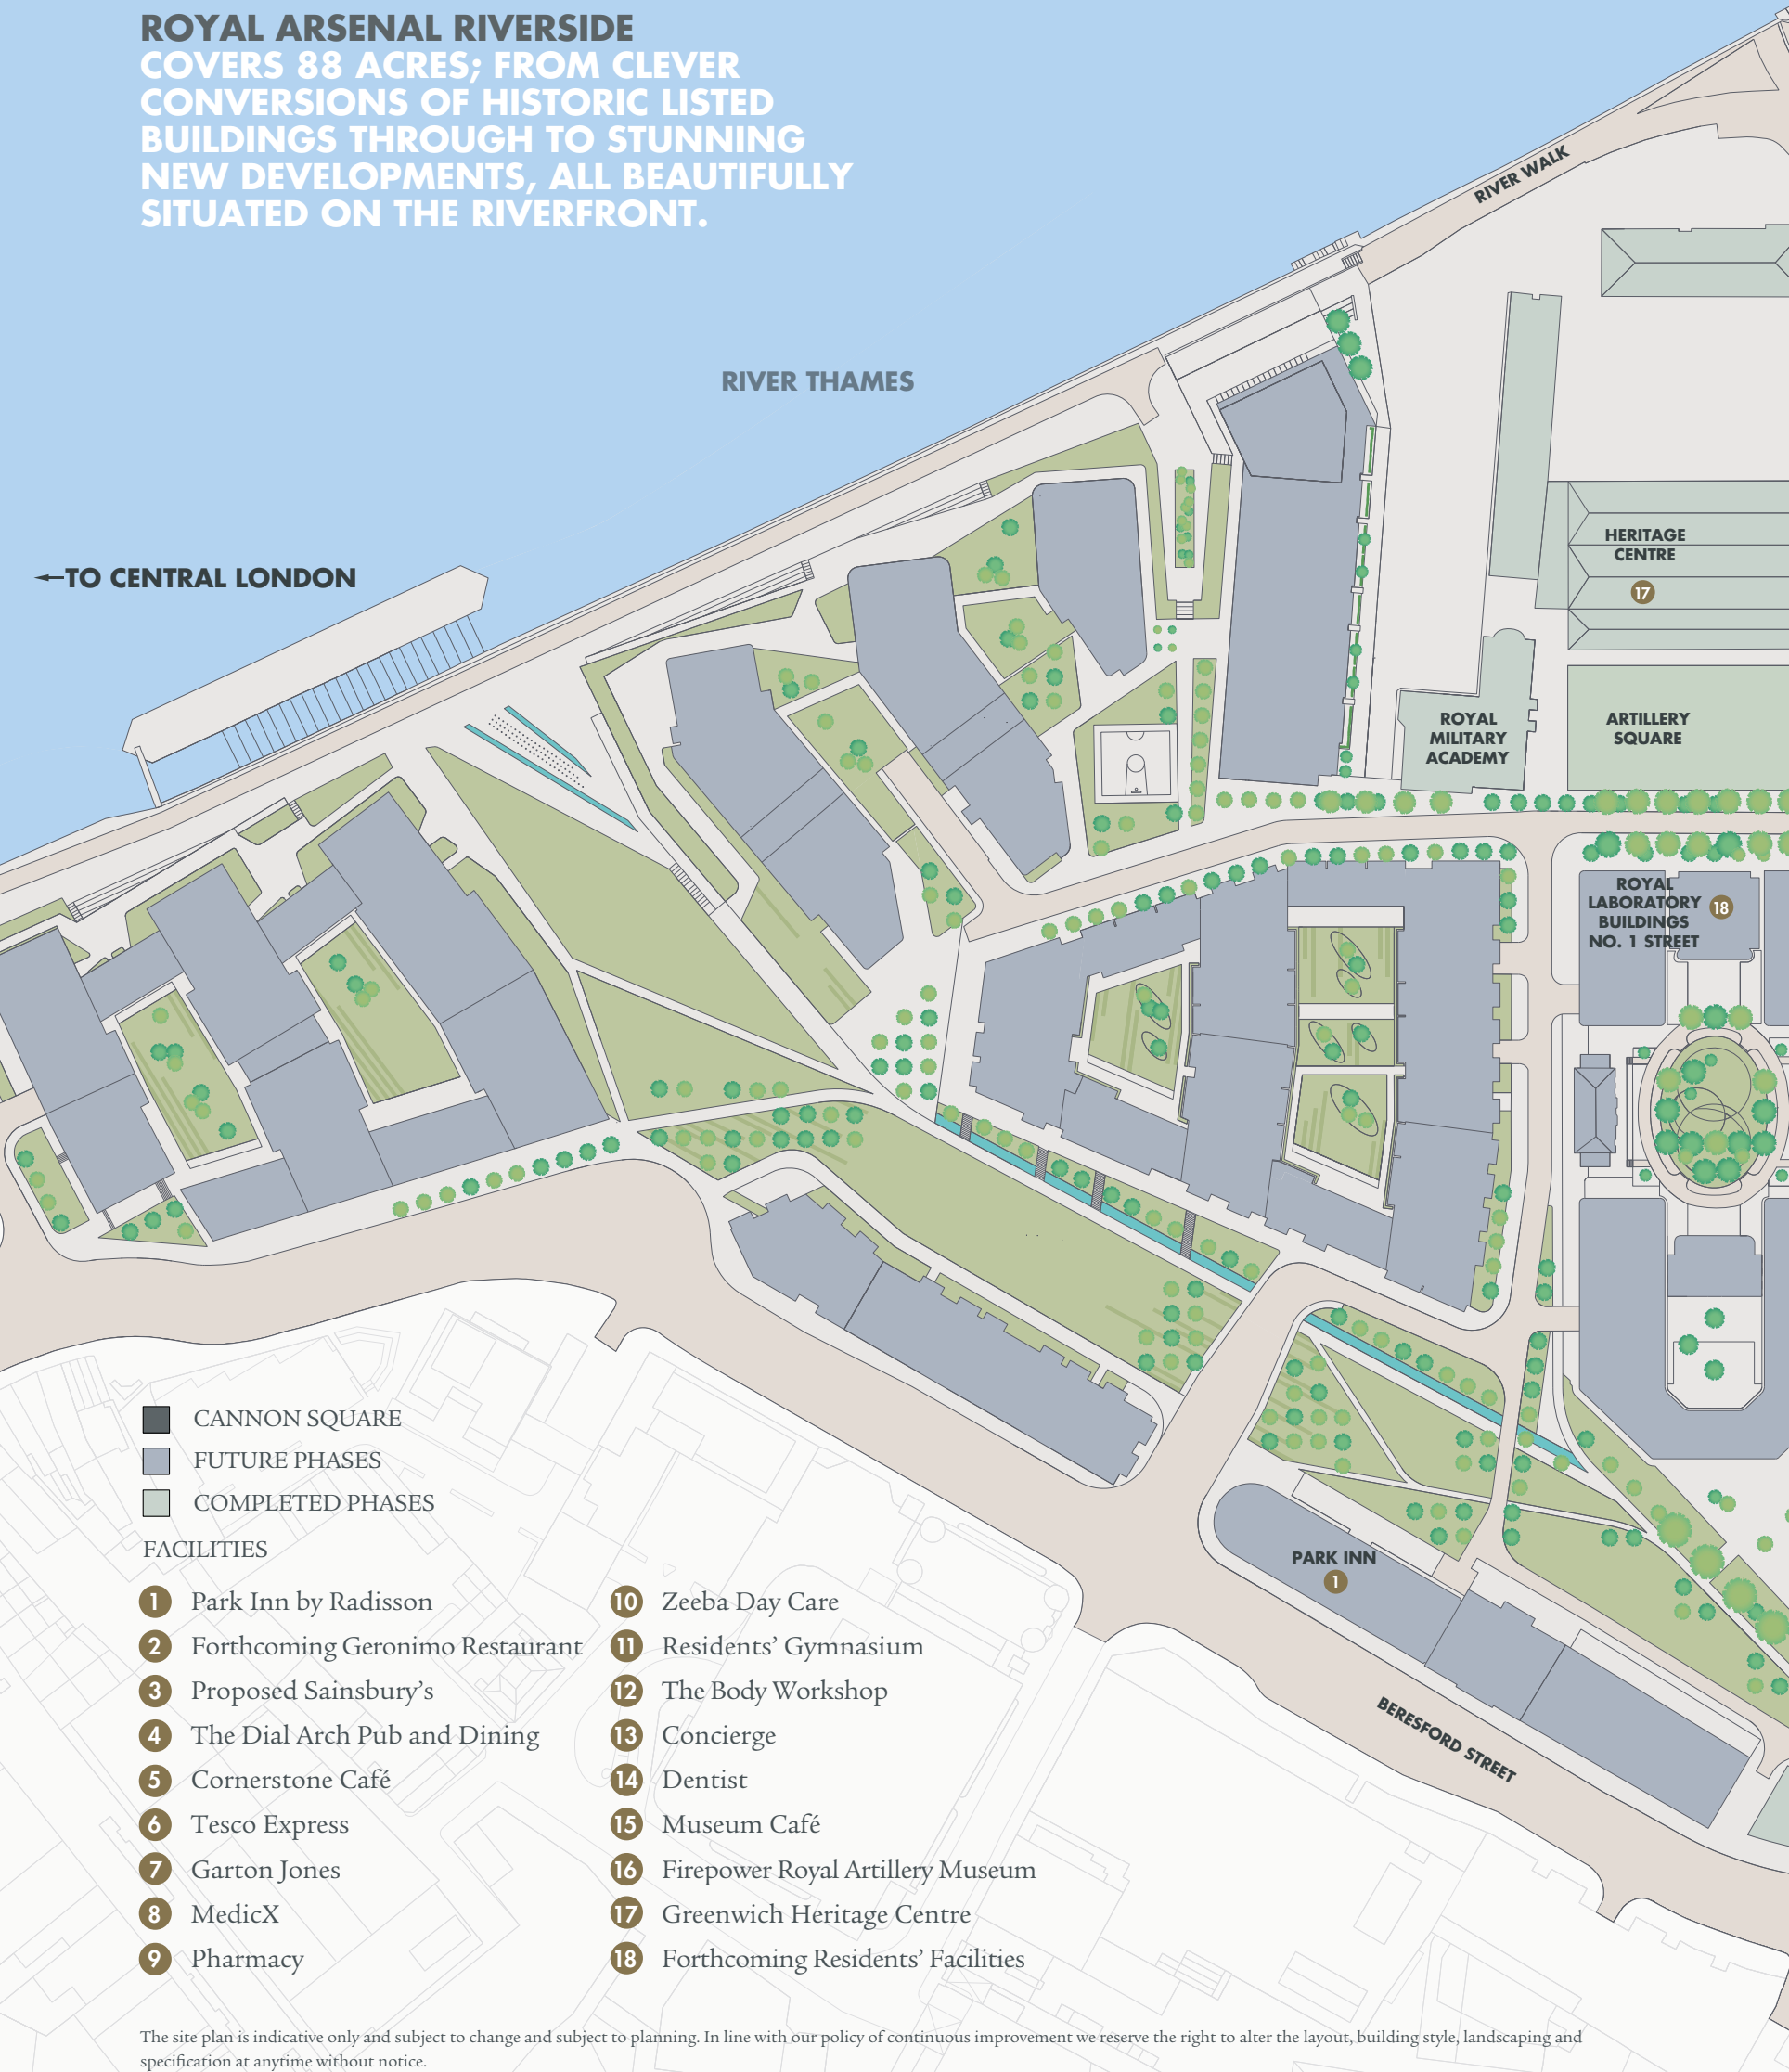 ROYAL ARSENAL RIVERSIDE
COVERS 88 ACRES; FROM CLEVER
CONVERSIONS OF HISTORIC LISTED
BUILDINGS THROUGH TO STUNNING
NEW DEVELOPMENTS, ALL BEAUTIFULLY
SITUATED ON THE RIVERFRONT.
RIVER WALK
RIVER THAMES
TO CENTRAL LONDON
HERITAGE
CENTRE
17
ROYAL
MILITARY
ACADEMY
ARTILLERY
SQUARE
ROYAL
LABORATORY
BUILDINGS
NO. 1 STREET
18
PARK INN
1
BERESFORD STREET
CANNON SQUARE
FUTURE PHASES
COMPLETED PHASES
FACILITIES
1 Park Inn by Radisson
2 Forthcoming Geronimo Restaurant
3 Proposed Sainsbury's
4 The Dial Arch Pub and Dining
5 Cornerstone Café
6 Tesco Express
7 Garton Jones
8 MedicX
9 Pharmacy
10 Zeeba Day Care
11 Residents' Gymnasium
12 The Body Workshop
13 Concierge
14 Dentist
15 Museum Café
16 Firepower Royal Artillery Museum
17 Greenwich Heritage Centre
18 Forthcoming Residents' Facilities
The site plan is indicative only and subject to change and subject to planning. In line with our policy of continuous improvement we reserve the right to alter the layout, building style, landscaping and
specification at anytime without notice.